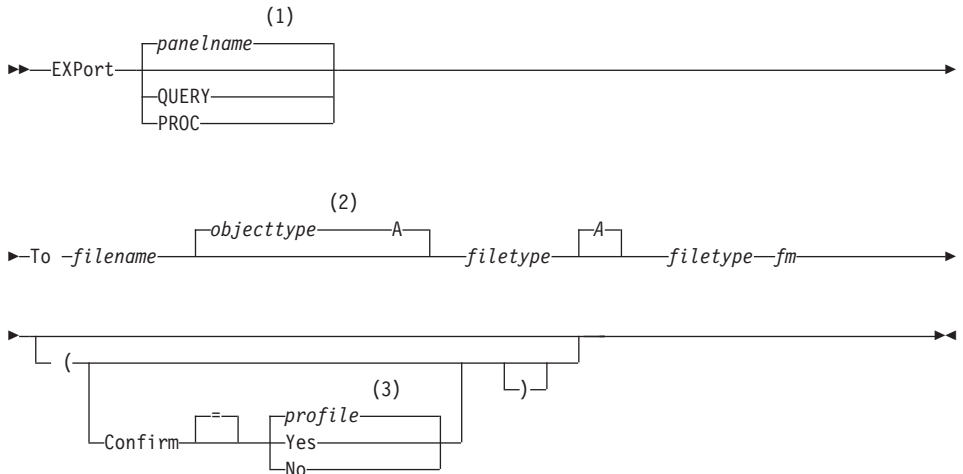 (1)
panelname
EXPort
QUERY
PROC
(2)
objecttype A A
To filename filetype filetype fm
(
(3)
= profile )
Confirm Yes
No